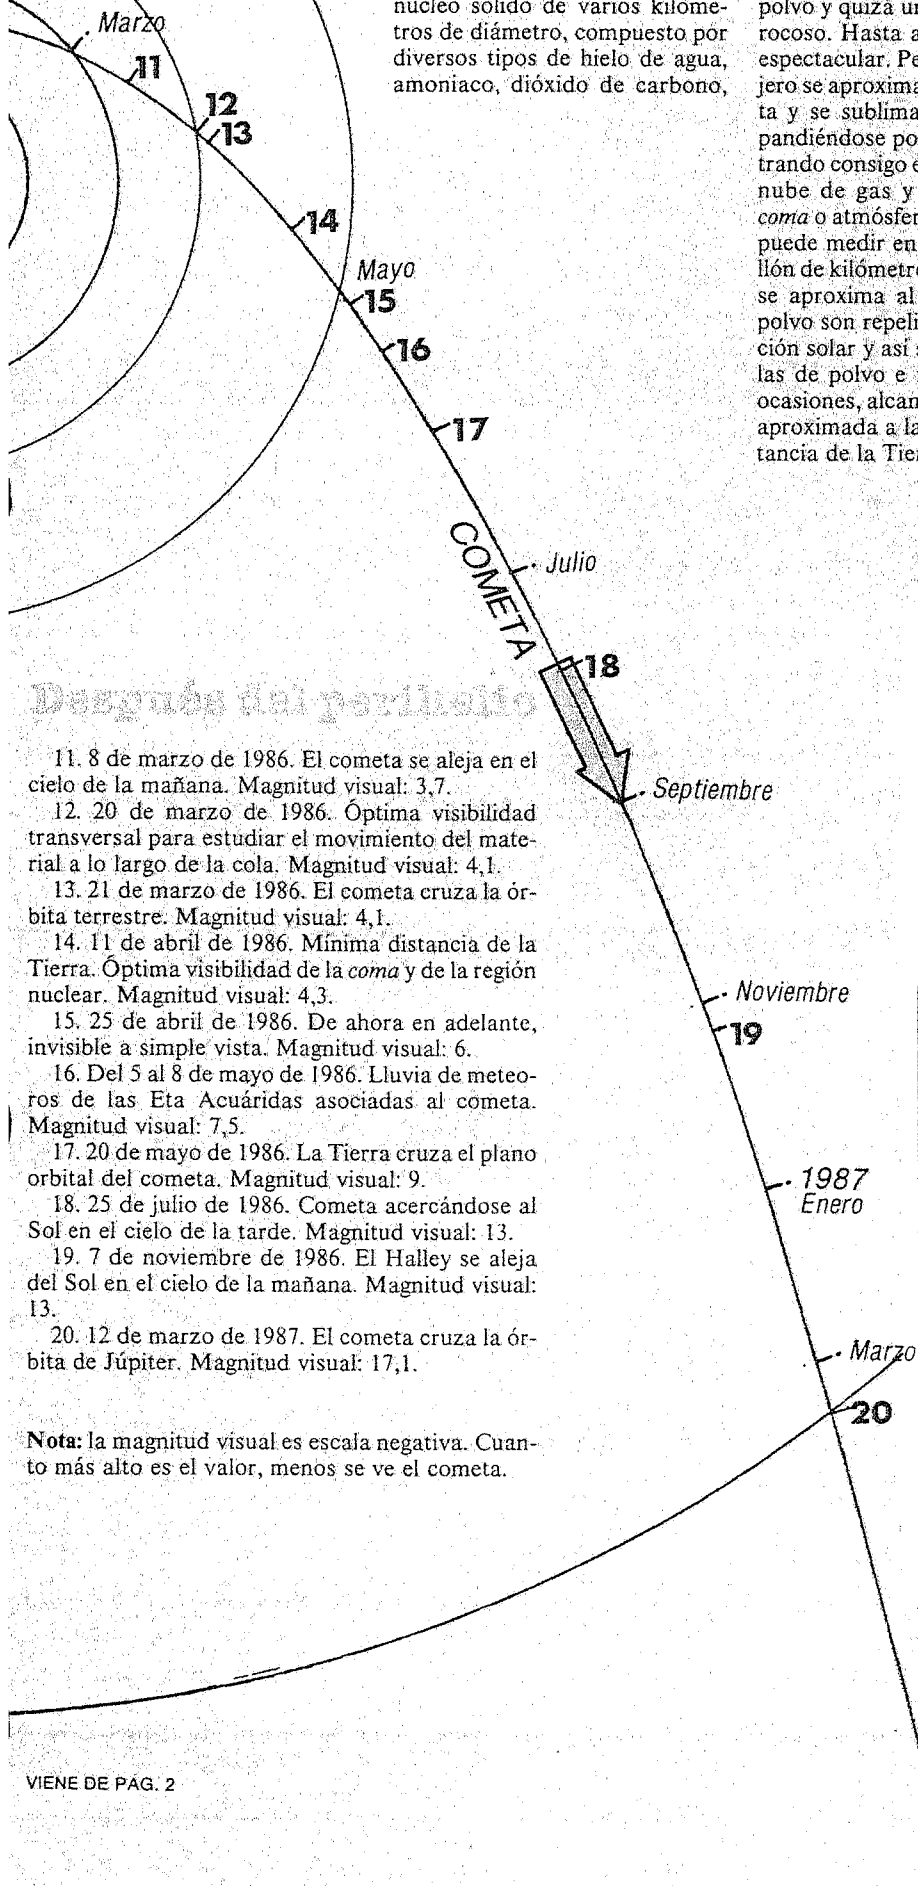 núcleo sólido de varios kilóme-
tros de diámetro, compuesto por
diversos tipos de hielo de agua,
amoniaco, dióxido de carbono,
polvo y quizá un
rocoso. Hasta a
espectacular. Pe
jero se aproxima
ta y se sublima
pandiéndose po
trando consigo e
nube de gas y
coma o atmósfer
puede medir en
llón de kilómetro
se aproxima al
polvo son repeli
ción solar y así s
las de polvo e
ocasiones, alcan
aproximada a la
tancia de la Tier
Marzo
11
12
13
14
Mayo
15
16
17
COMETA
Julio
18
Septiembre
Noviembre
19
1987
Enero
Marzo
20
Después del perihelio
11. 8 de marzo de 1986. El cometa se aleja en el
cielo de la mañana. Magnitud visual: 3,7.
12. 20 de marzo de 1986. Óptima visibilidad
transversal para estudiar el movimiento del mate-
rial a lo largo de la cola. Magnitud visual: 4,1.
13. 21 de marzo de 1986. El cometa cruza la ór-
bita terrestre. Magnitud visual: 4,1.
14. 11 de abril de 1986. Mínima distancia de la
Tierra. Óptima visibilidad de la coma y de la región
nuclear. Magnitud visual: 4,3.
15. 25 de abril de 1986. De ahora en adelante,
invisible a simple vista. Magnitud visual: 6.
16. Del 5 al 8 de mayo de 1986. Lluvia de meteo-
ros de las Eta Acuáridas asociadas al cometa.
Magnitud visual: 7,5.
17. 20 de mayo de 1986. La Tierra cruza el plano
orbital del cometa. Magnitud visual: 9.
18. 25 de julio de 1986. Cometa acercándose al
Sol en el cielo de la tarde. Magnitud visual: 13.
19. 7 de noviembre de 1986. El Halley se aleja
del Sol en el cielo de la mañana. Magnitud visual:
13.
20. 12 de marzo de 1987. El cometa cruza la ór-
bita de Júpiter. Magnitud visual: 17,1.
Nota: la magnitud visual es escala negativa. Cuan-
to más alto es el valor, menos se ve el cometa.
VIENE DE PAG. 2